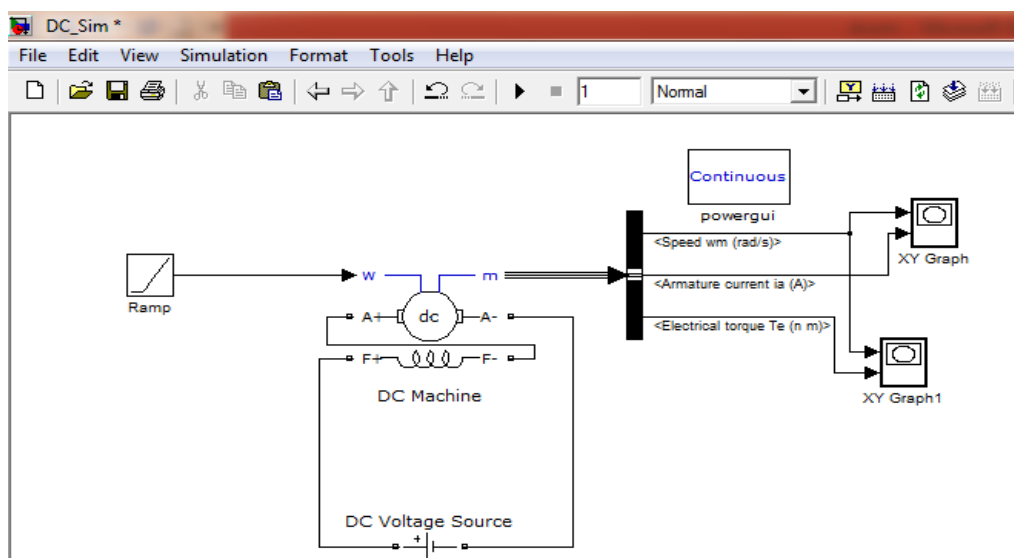 DC_Sim *
File Edit View Simulation Format Tools Help
1 Normal
Continuous
powergui
<Speed wm (rad/s)>
XY Graph
w m
<Armature current ia (A)>
Ramp
A+ dc A-
<Electrical torque Te (n m)>
F+ F-
DC Machine
XY Graph1
DC Voltage Source
+